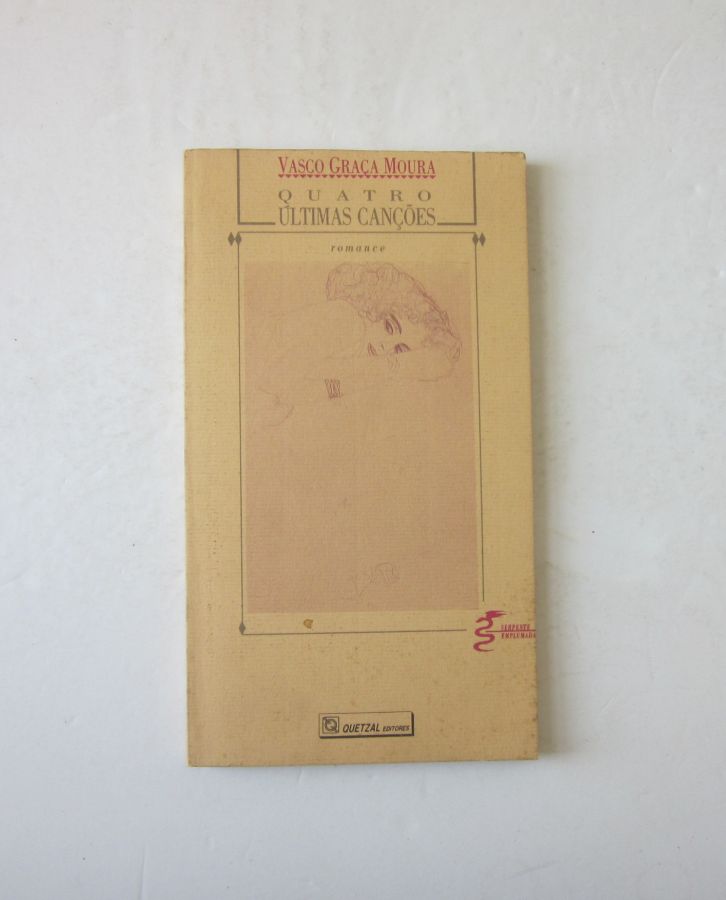 VASCO GRAÇA MOURA
QUATRO
ÚLTIMAS CANÇÕES
romance
SERPENTE
EMPLUMADA
QUETZAL EDITORES